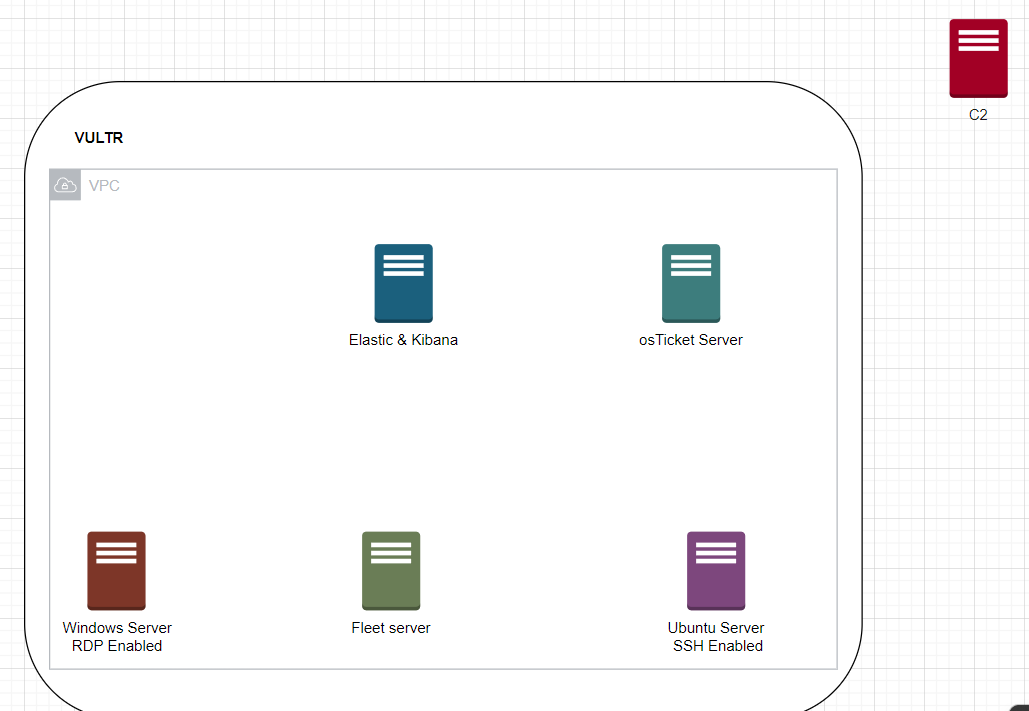 C2
VULTR
VPC
Elastic & Kibana
osTicket Server
Windows Server
RDP Enabled
Fleet server
Ubuntu Server
SSH Enabled